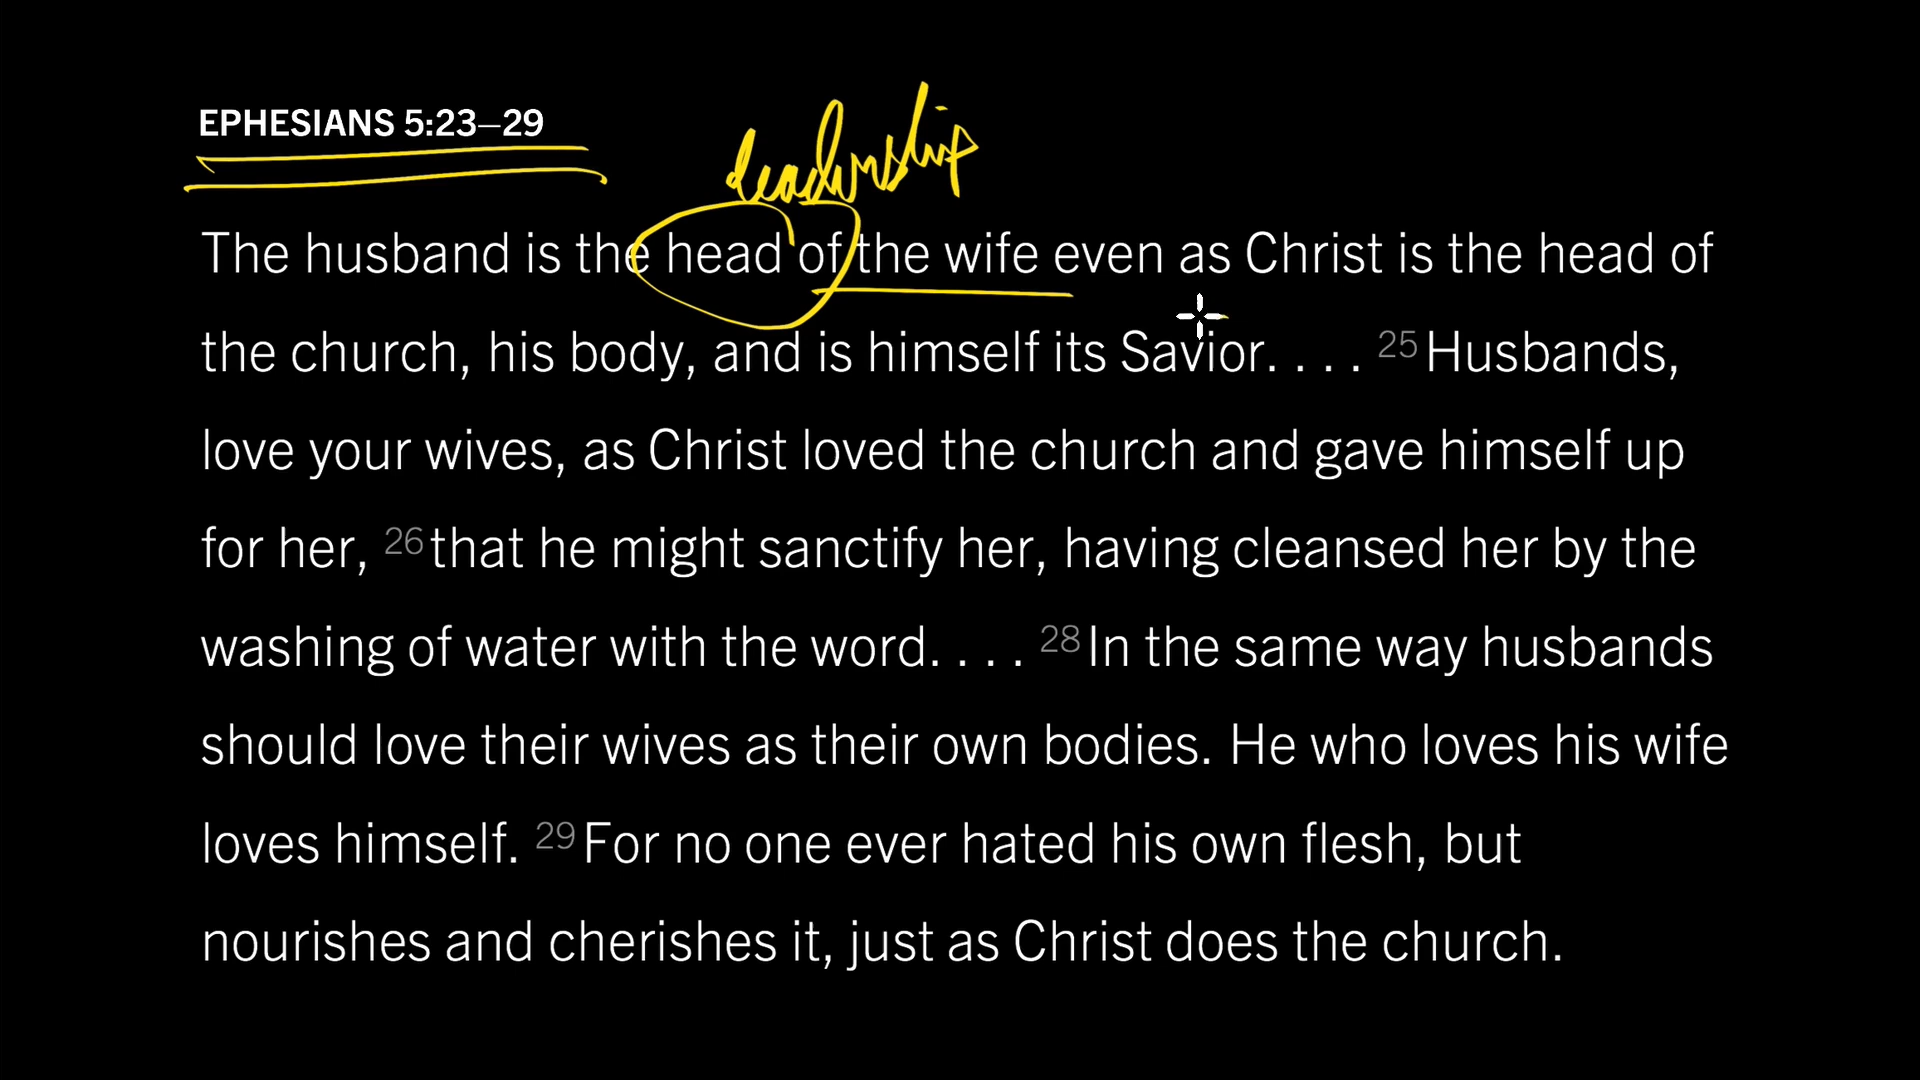 EPHESIANS 5:23–29
leadership
The husband is the head of the wife even as Christ is the head of
the church, his body, and is himself its Savior. . . . 25 Husbands,
love your wives, as Christ loved the church and gave himself up
for her, 26 that he might sanctify her, having cleansed her by the
washing of water with the word. . . . 28 In the same way husbands
should love their wives as their own bodies. He who loves his wife
loves himself. 29 For no one ever hated his own flesh, but
nourishes and cherishes it, just as Christ does the church.